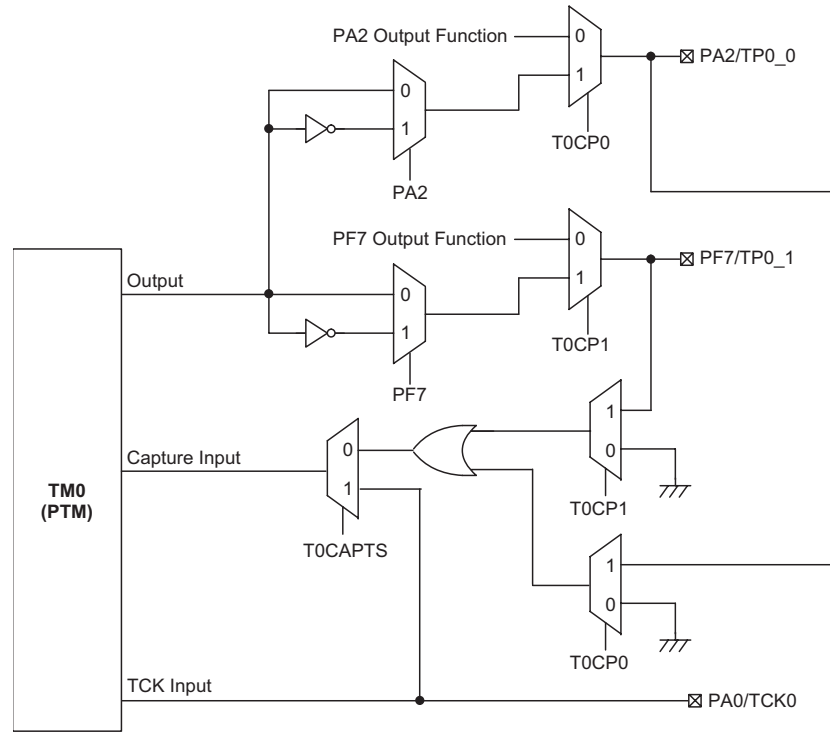 PA2 Output Function
0
1
T0CP0
PA2/TP0_0
0
1
PA2
PF7 Output Function
0
1
T0CP1
PF7/TP0_1
Output
0
1
PF7
1
0
T0CP1
Capture Input
0
1
T0CAPTS
TM0
(PTM)
1
0
T0CP0
TCK Input
PA0/TCK0